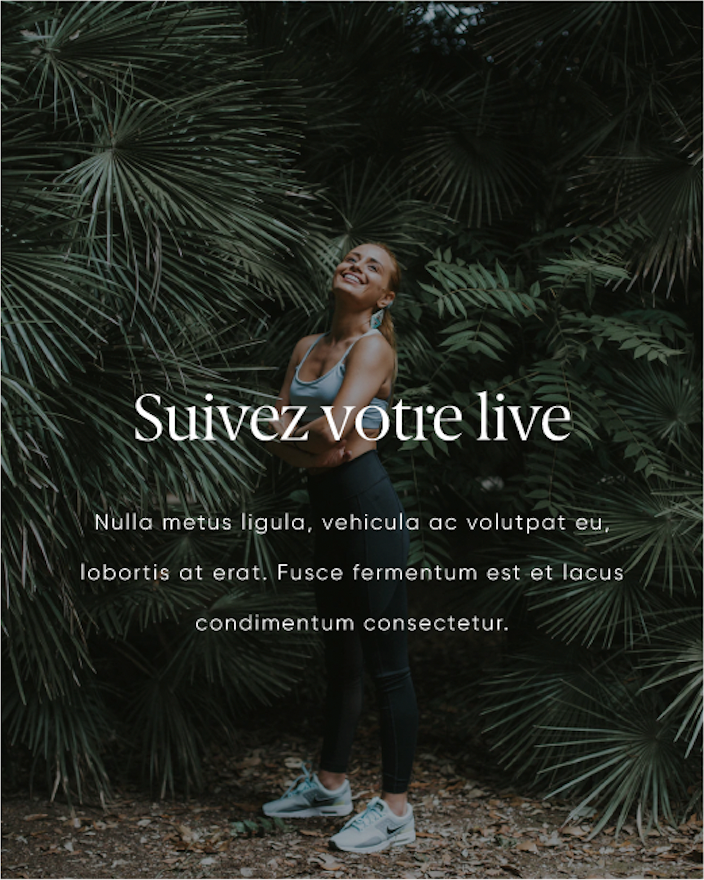 Suivez votre live
Nulla metus ligula, vehicula ac volutpat eu,
lobortis at erat. Fusce fermentum est et lacus
condimentum consectetur.